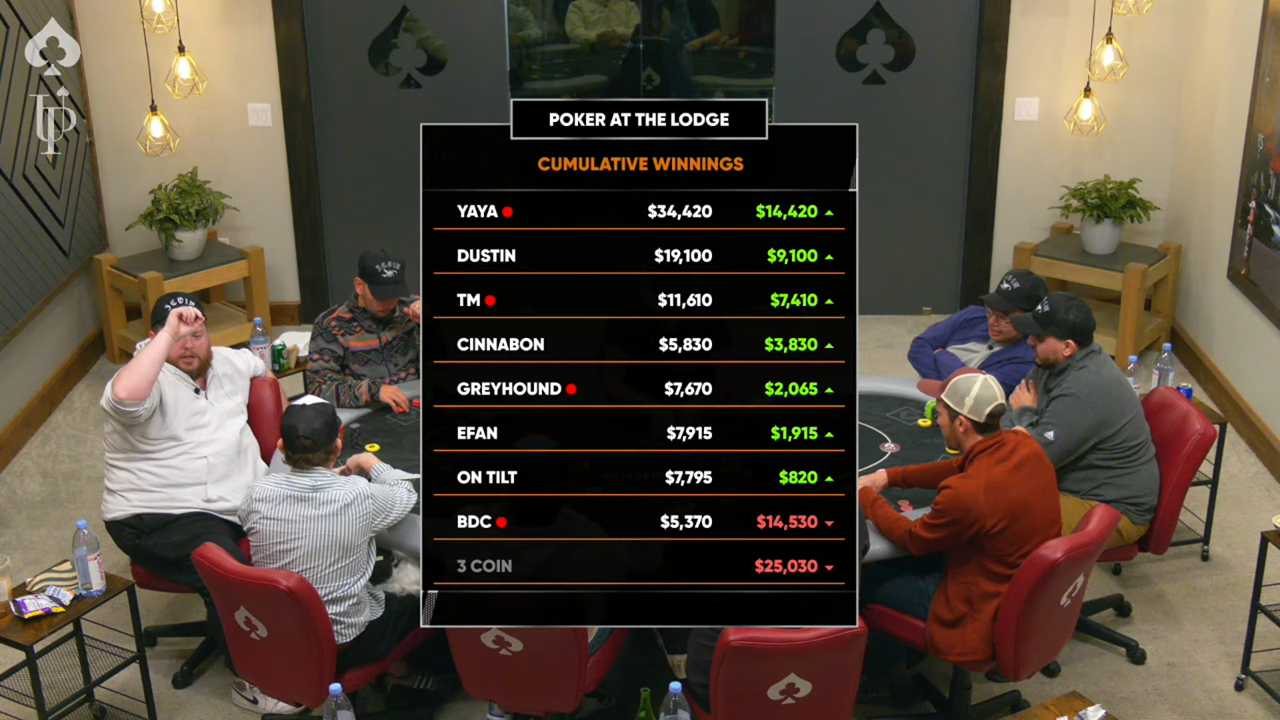 POKER AT THE LODGE
CUMULATIVE WINNINGS
YAYA $34,420 $14,420
DUSTIN $19,100 $9,100
TM $11,610 $7,410
CINNABON $5,830 $3,830
GREYHOUND $7,670 $2,065
EFAN $7,915 $1,915
ON TILT $7,795 $820
BDC $5,370 $14,530
3 COIN $25,030